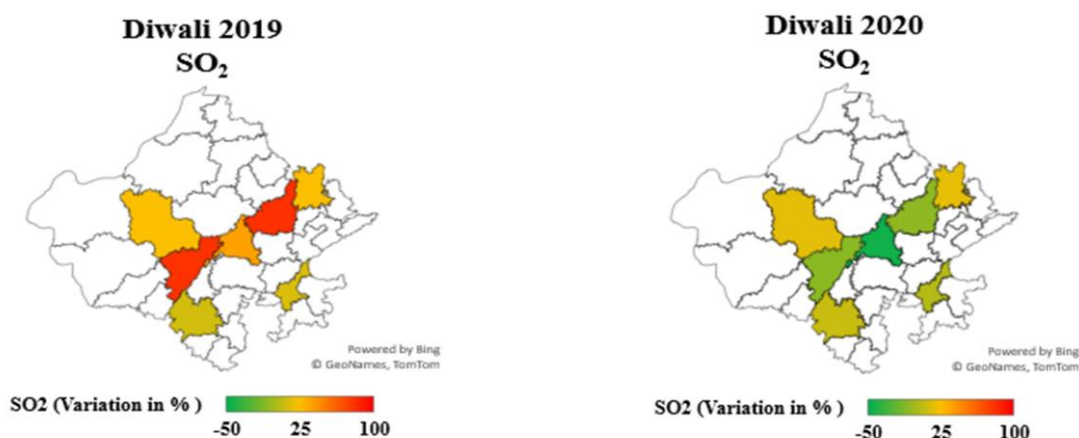 Diwali 2019
SO₂
Powered by Bing
© GeoNames, TomTom
SO2 (Variation in % )
-50 25 100
Diwali 2020
SO₂
Powered by Bing
© GeoNames, TomTom
SO2 (Variation in % )
-50 25 100